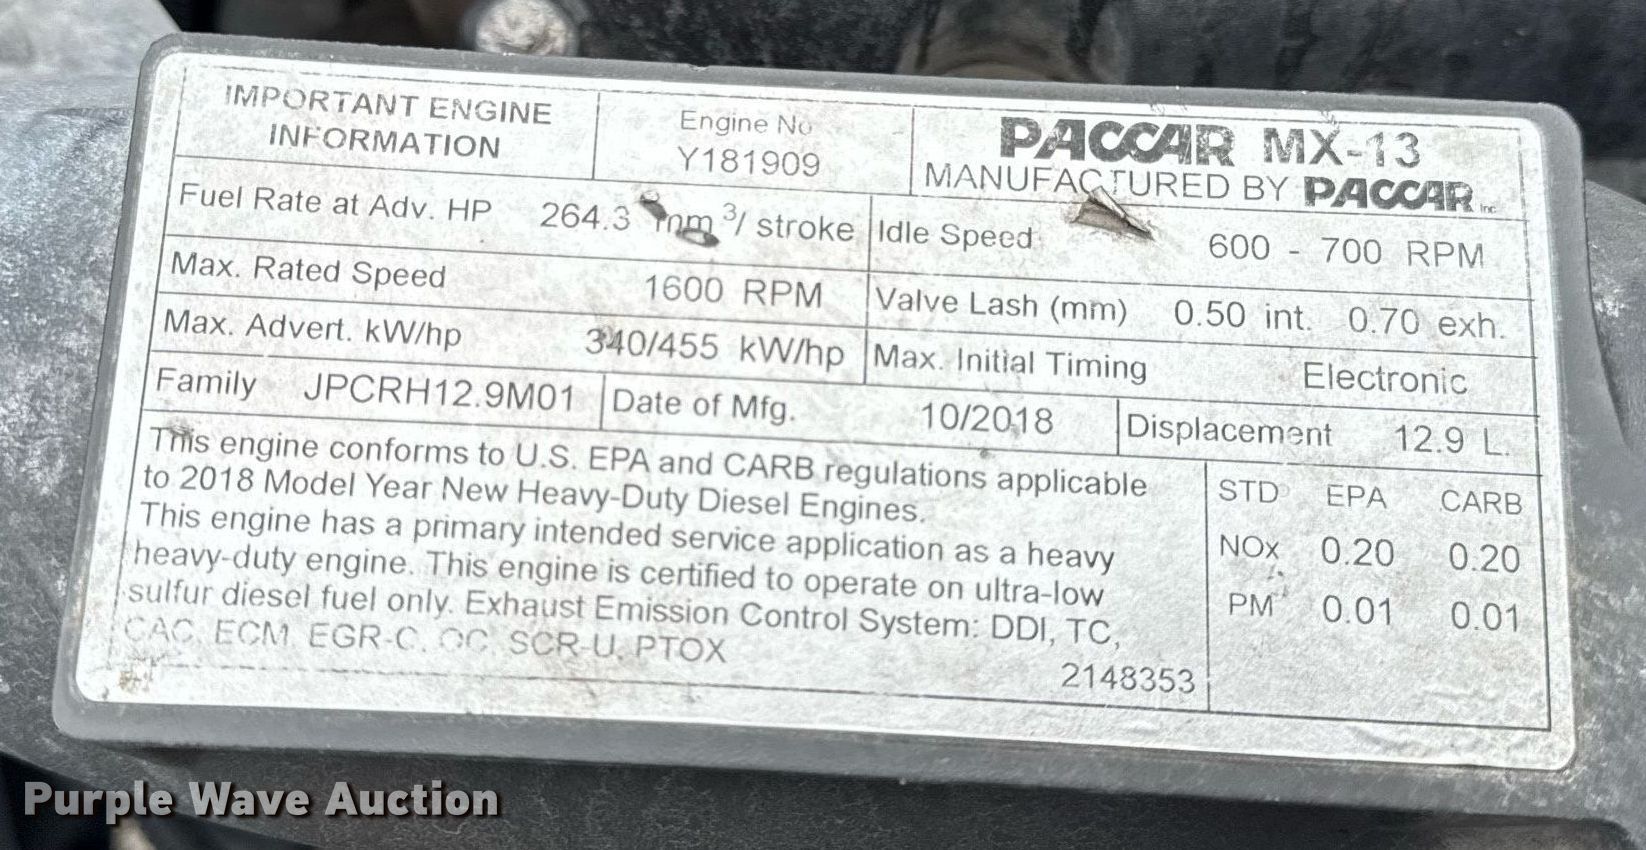 IMPORTANT ENGINE
INFORMATION
Engine No
Y181909
PACCAR MX-13
MANUFACTURED BY PACCAR inc
Fuel Rate at Adv. HP 264.3 mm 3/ stroke
Idle Speed 600 - 700 RPM
Max. Rated Speed 1600 RPM
Valve Lash (mm) 0.50 int. 0.70 exh.
Max. Advert. kW/hp 340/455 kW/hp
Max. Initial Timing Electronic
Family JPCRH12.9M01
Date of Mfg. 10/2018
Displacement 12.9 L.
This engine conforms to U.S. EPA and CARB regulations applicable
to 2018 Model Year New Heavy-Duty Diesel Engines.
This engine has a primary intended service application as a heavy
heavy-duty engine. This engine is certified to operate on ultra-low
sulfur diesel fuel only. Exhaust Emission Control System: DDI, TC,
CAC, ECM, EGR-C, OC, SCR-U, PTOX
2148353
STD EPA CARB
NOx 0.20 0.20
PM 0.01 0.01
Purple Wave Auction